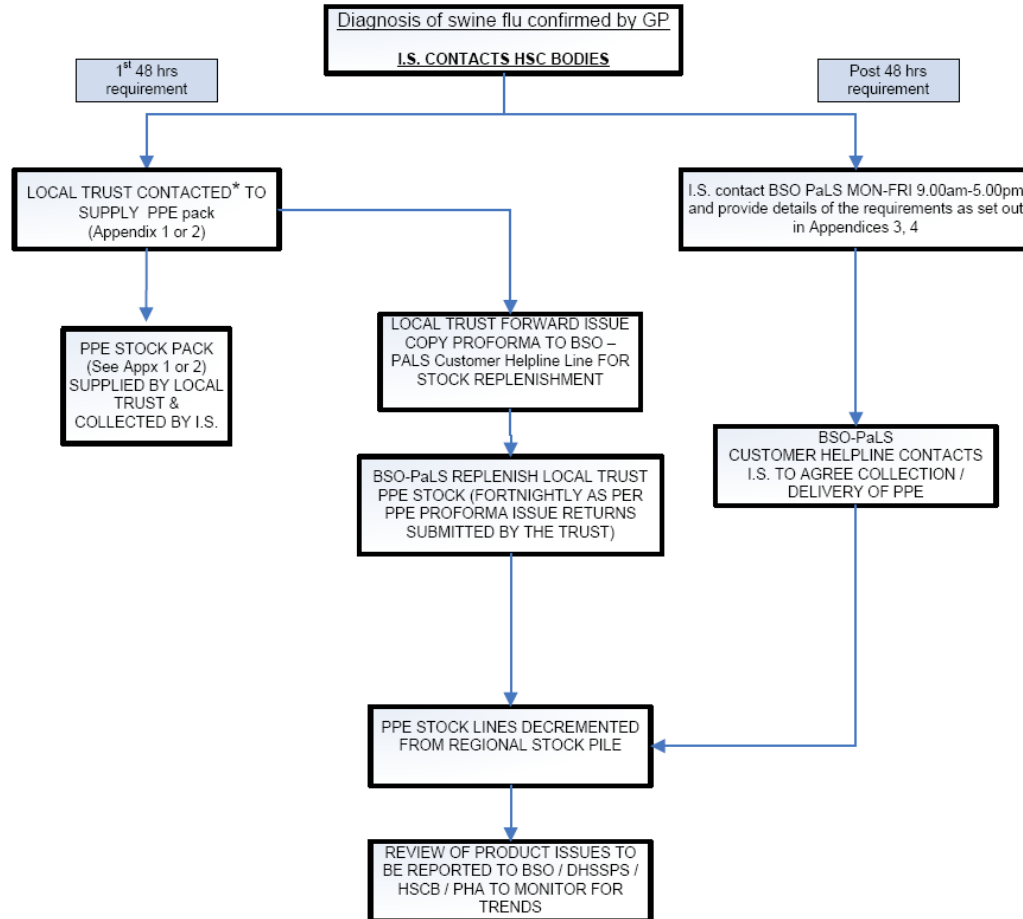 Diagnosis of swine flu confirmed by GP
I.S. CONTACTS HSC BODIES
1st 48 hrs
requirement
Post 48 hrs
requirement
LOCAL TRUST CONTACTED* TO
SUPPLY PPE pack
(Appendix 1 or 2)
I.S. contact BSO PaLS MON-FRI 9.00am-5.00pm
and provide details of the requirements as set out
in Appendices 3, 4
PPE STOCK PACK
(See Appx 1 or 2)
SUPPLIED BY LOCAL
TRUST &
COLLECTED BY I.S.
LOCAL TRUST FORWARD ISSUE
COPY PROFORMA TO BSO –
PALS Customer Helpline Line FOR
STOCK REPLENISHMENT
BSO-PaLS
CUSTOMER HELPLINE CONTACTS
I.S. TO AGREE COLLECTION /
DELIVERY OF PPE
BSO-PaLS REPLENISH LOCAL TRUST
PPE STOCK (FORTNIGHTLY AS PER
PPE PROFORMA ISSUE RETURNS
SUBMITTED BY THE TRUST)
PPE STOCK LINES DECREMENTED
FROM REGIONAL STOCK PILE
REVIEW OF PRODUCT ISSUES TO
BE REPORTED TO BSO / DHSSPS /
HSCB / PHA TO MONITOR FOR
TRENDS